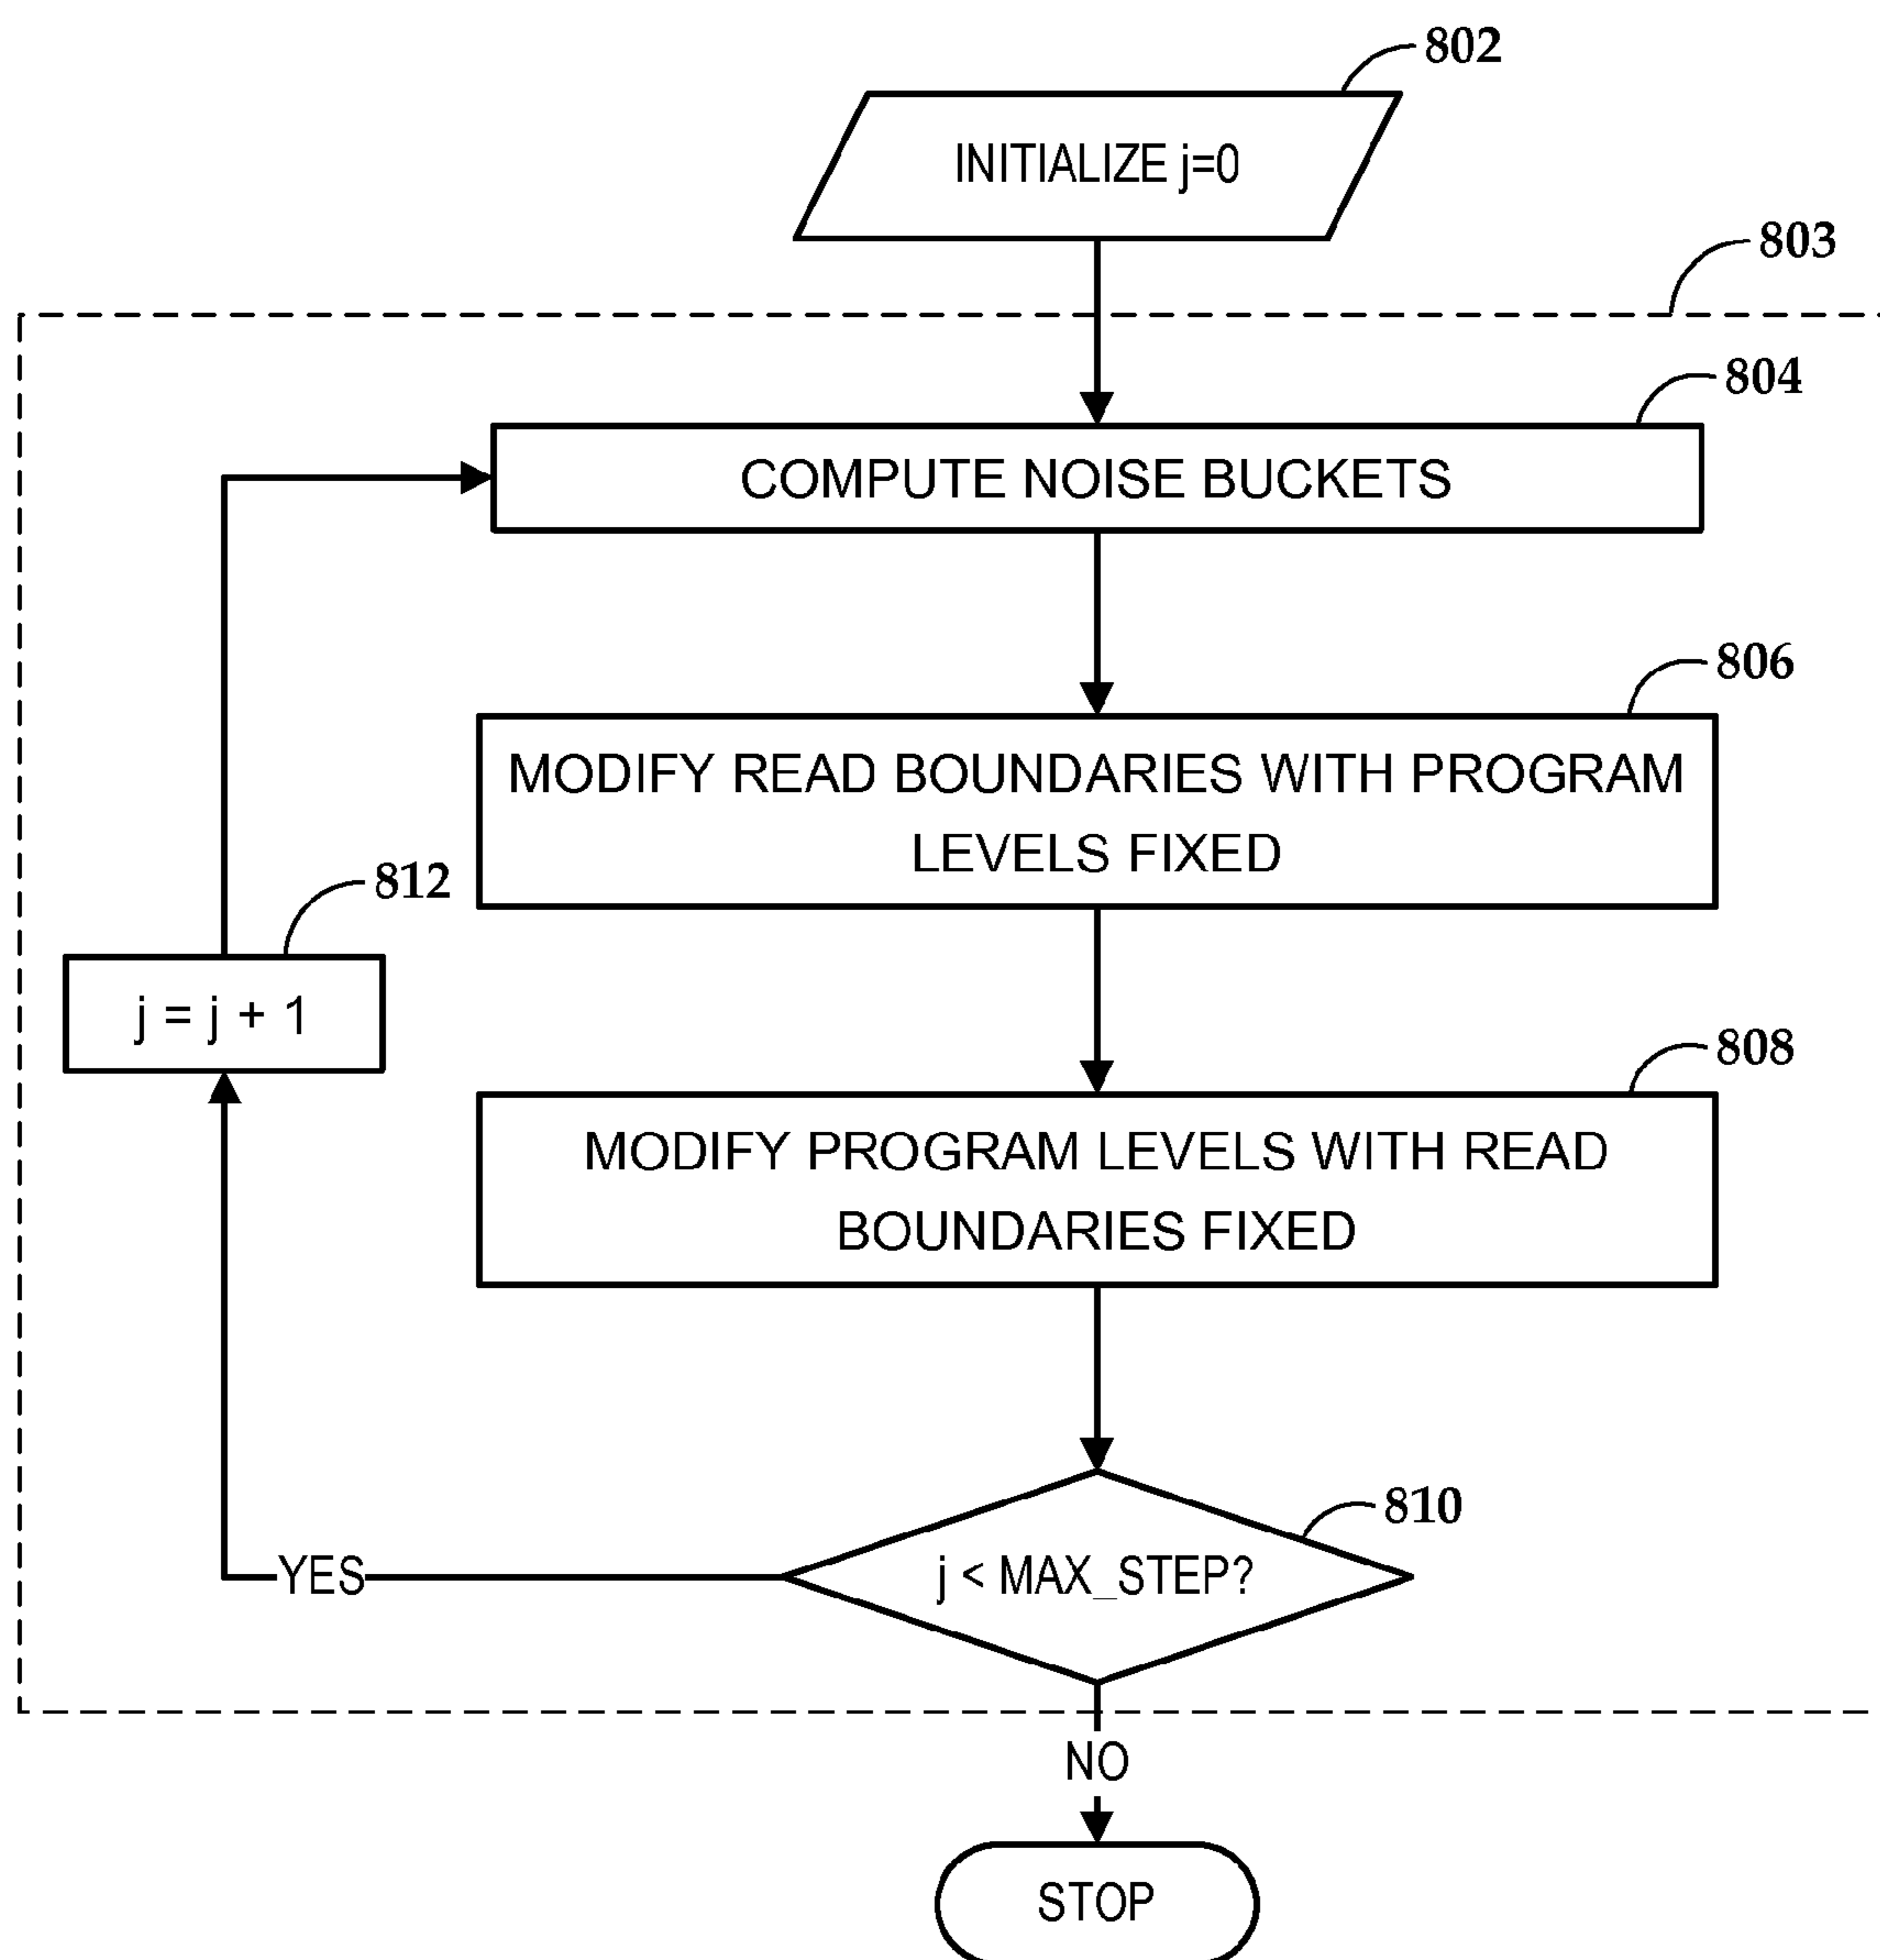 802
INITIALIZE j=0
803
804
COMPUTE NOISE BUCKETS
806
MODIFY READ BOUNDARIES WITH PROGRAM
LEVELS FIXED
812
j = j + 1
808
MODIFY PROGRAM LEVELS WITH READ
BOUNDARIES FIXED
810
j < MAX_STEP?
YES
NO
STOP